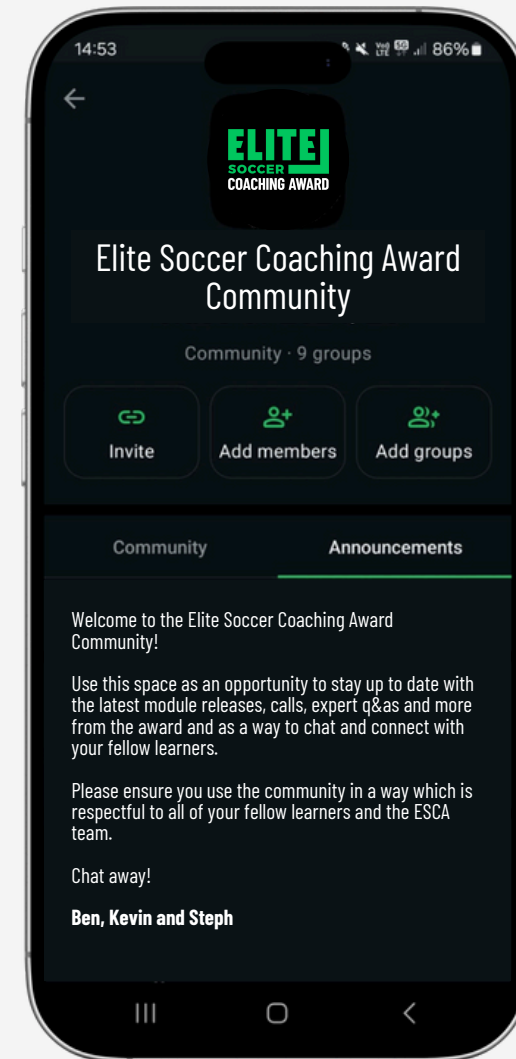 14:53
86%
ELITE
SOCCER
COACHING AWARD
Elite Soccer Coaching Award
Community
Community · 9 groups
Invite
Add members
Add groups
Community
Announcements
Welcome to the Elite Soccer Coaching Award
Community!
Use this space as an opportunity to stay up to date with
the latest module releases, calls, expert q&as and more
from the award and as a way to chat and connect with
your fellow learners.
Please ensure you use the community in a way which is
respectful to all of your fellow learners and the ESCA
team.
Chat away!
Ben, Kevin and Steph